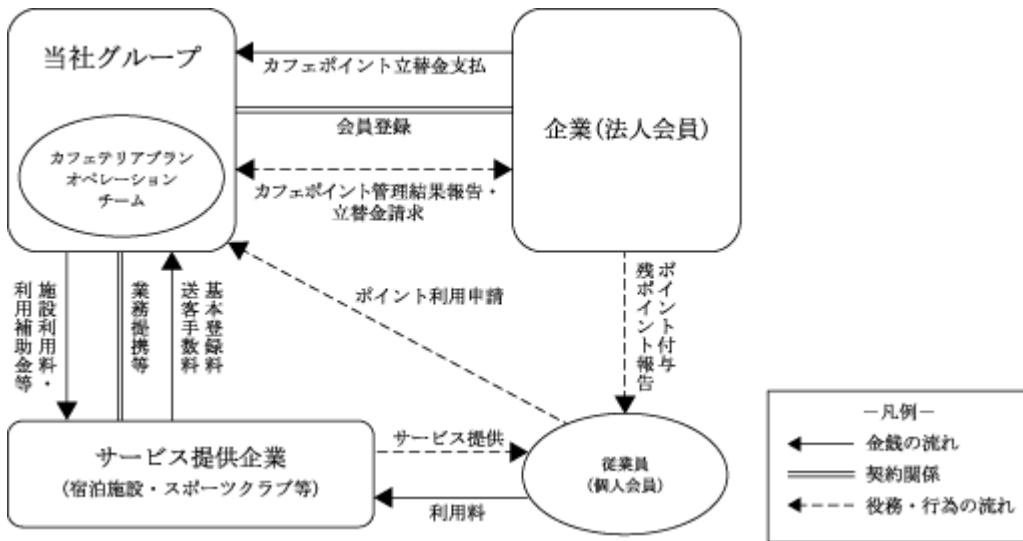 当社グループ
カフェテリアプラン
オペレーション
チーム
カフェポイント立替金支払
会員登録
カフェポイント管理結果報告・
立替金請求
企業(法人会員)
施設利用料・
利用補助金等
業務提携等
基本登録料
送客手数料
ポイント利用申請
ポイント付与
残ポイント報告
サービス提供企業
(宿泊施設・スポーツクラブ等)
サービス提供
利用料
従業員
(個人会員)
−凡例−
金銭の流れ
契約関係
役務・行為の流れ